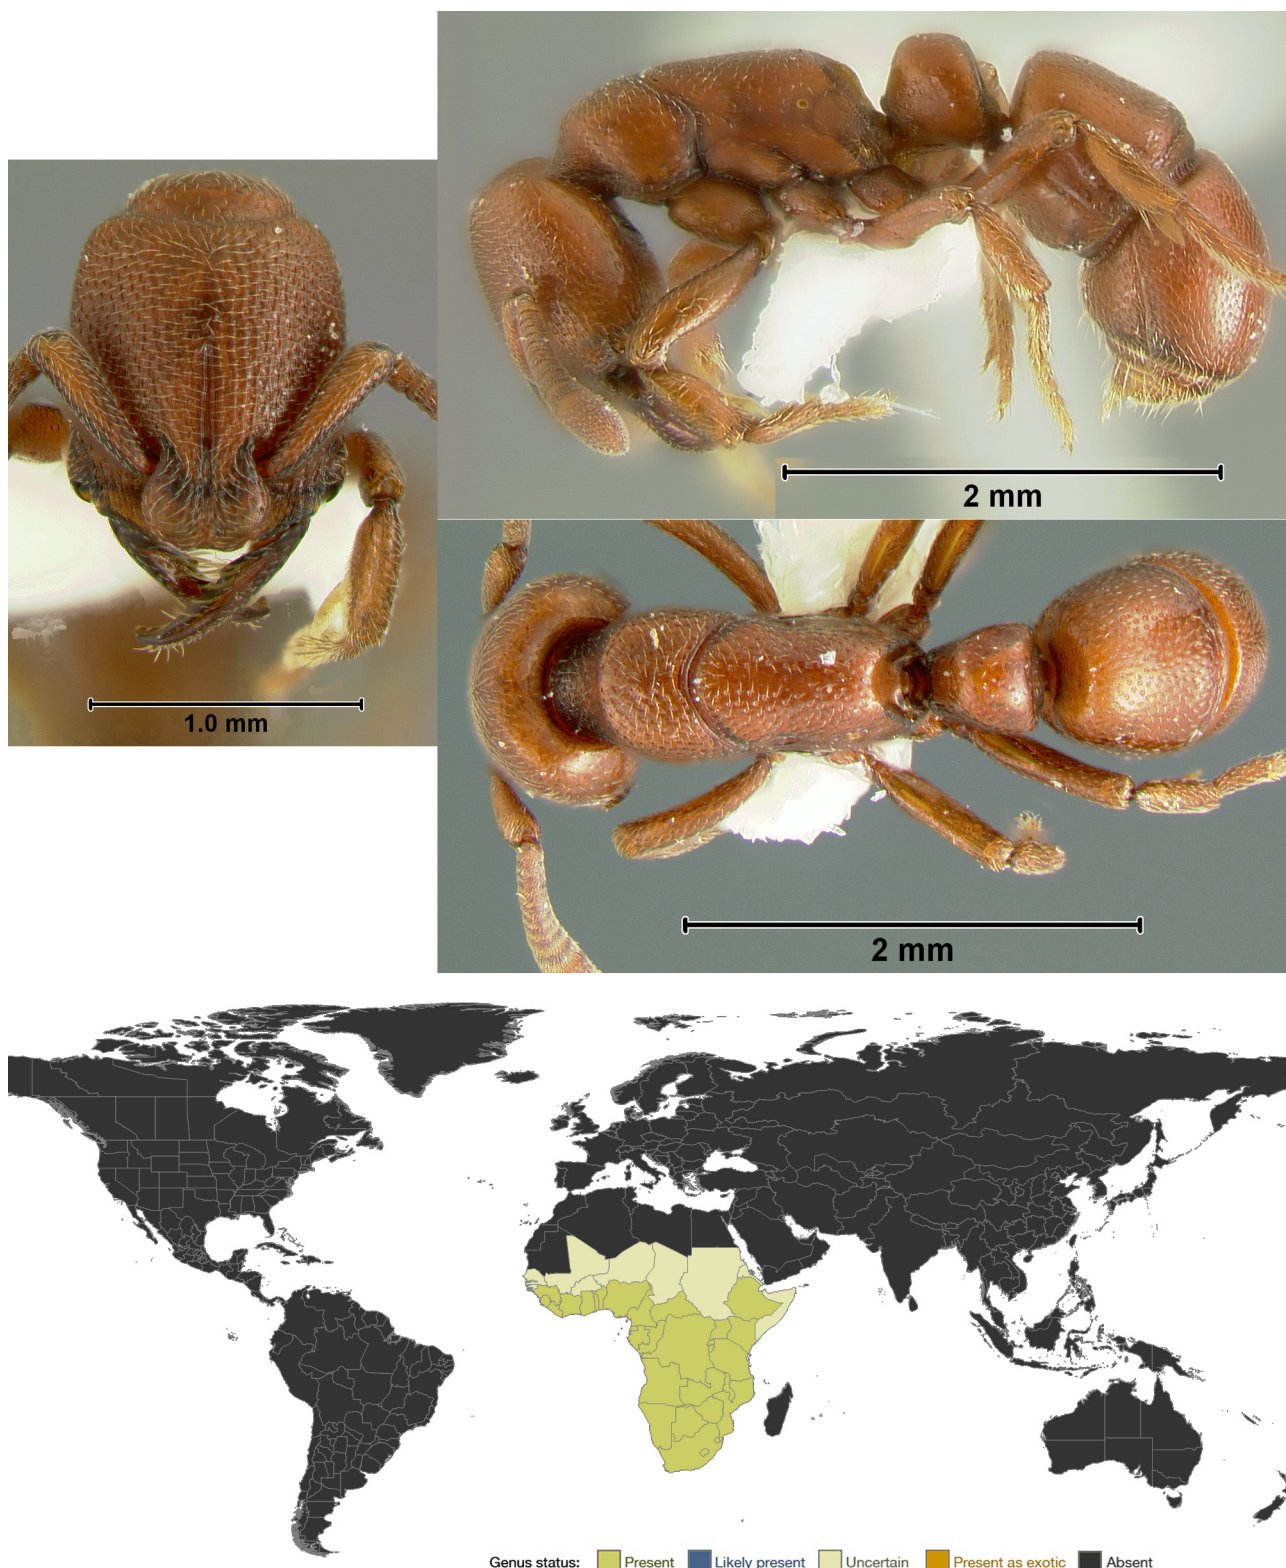 2 mm
1.0 mm
2 mm
Genus status: Present Likely present Uncertain Present as exotic Absent